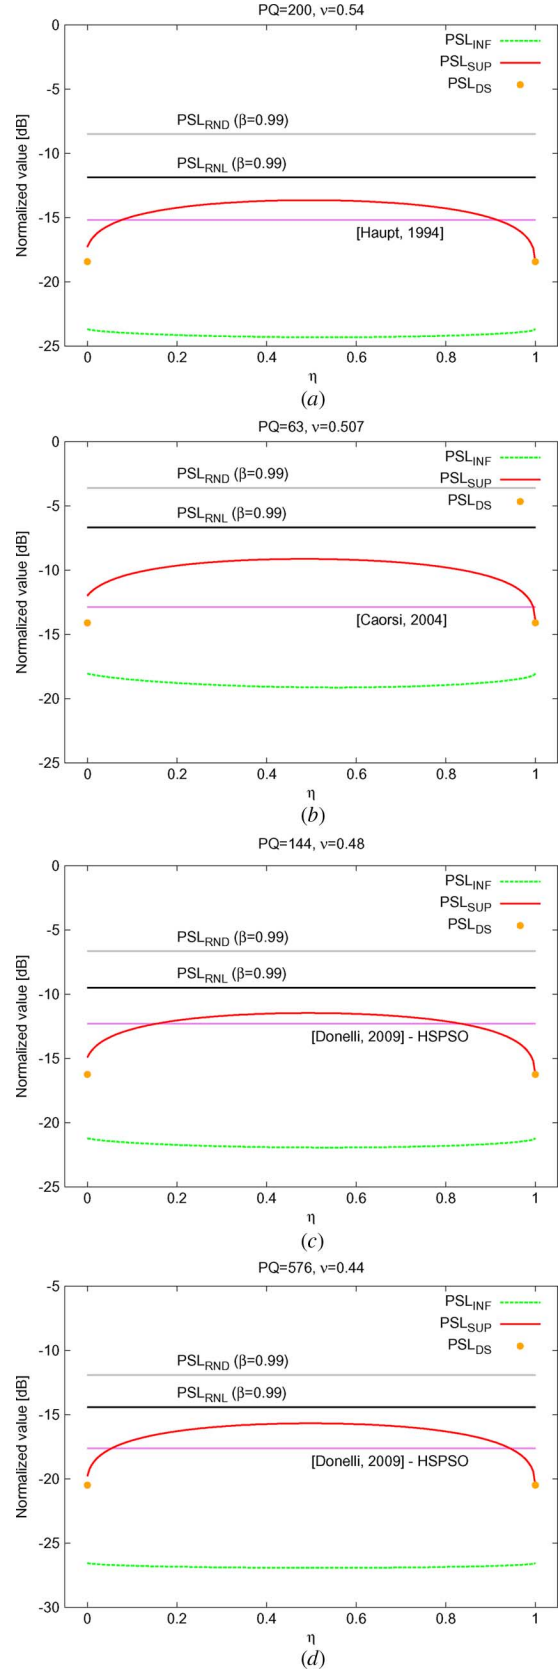 PQ=200, ν=0.54
Normalized value [dB]
0
-5
-10
-15
-20
-25
PSL_INF
PSL_SUP
PSL_DS
PSL_RND (β=0.99)
PSL_RNL (β=0.99)
[Haupt, 1994]
0 0.2 0.4 0.6 0.8 1
η
(a)
PQ=63, ν=0.507
Normalized value [dB]
0
-5
-10
-15
-20
-25
PSL_INF
PSL_SUP
PSL_DS
PSL_RND (β=0.99)
PSL_RNL (β=0.99)
[Caorsi, 2004]
0 0.2 0.4 0.6 0.8 1
η
(b)
PQ=144, ν=0.48
Normalized value [dB]
0
-5
-10
-15
-20
-25
PSL_INF
PSL_SUP
PSL_DS
PSL_RND (β=0.99)
PSL_RNL (β=0.99)
[Donelli, 2009] - HSPSO
0 0.2 0.4 0.6 0.8 1
η
(c)
PQ=576, ν=0.44
Normalized value [dB]
-5
-10
-15
-20
-25
-30
PSL_INF
PSL_SUP
PSL_DS
PSL_RND (β=0.99)
PSL_RNL (β=0.99)
[Donelli, 2009] - HSPSO
0 0.2 0.4 0.6 0.8 1
η
(d)